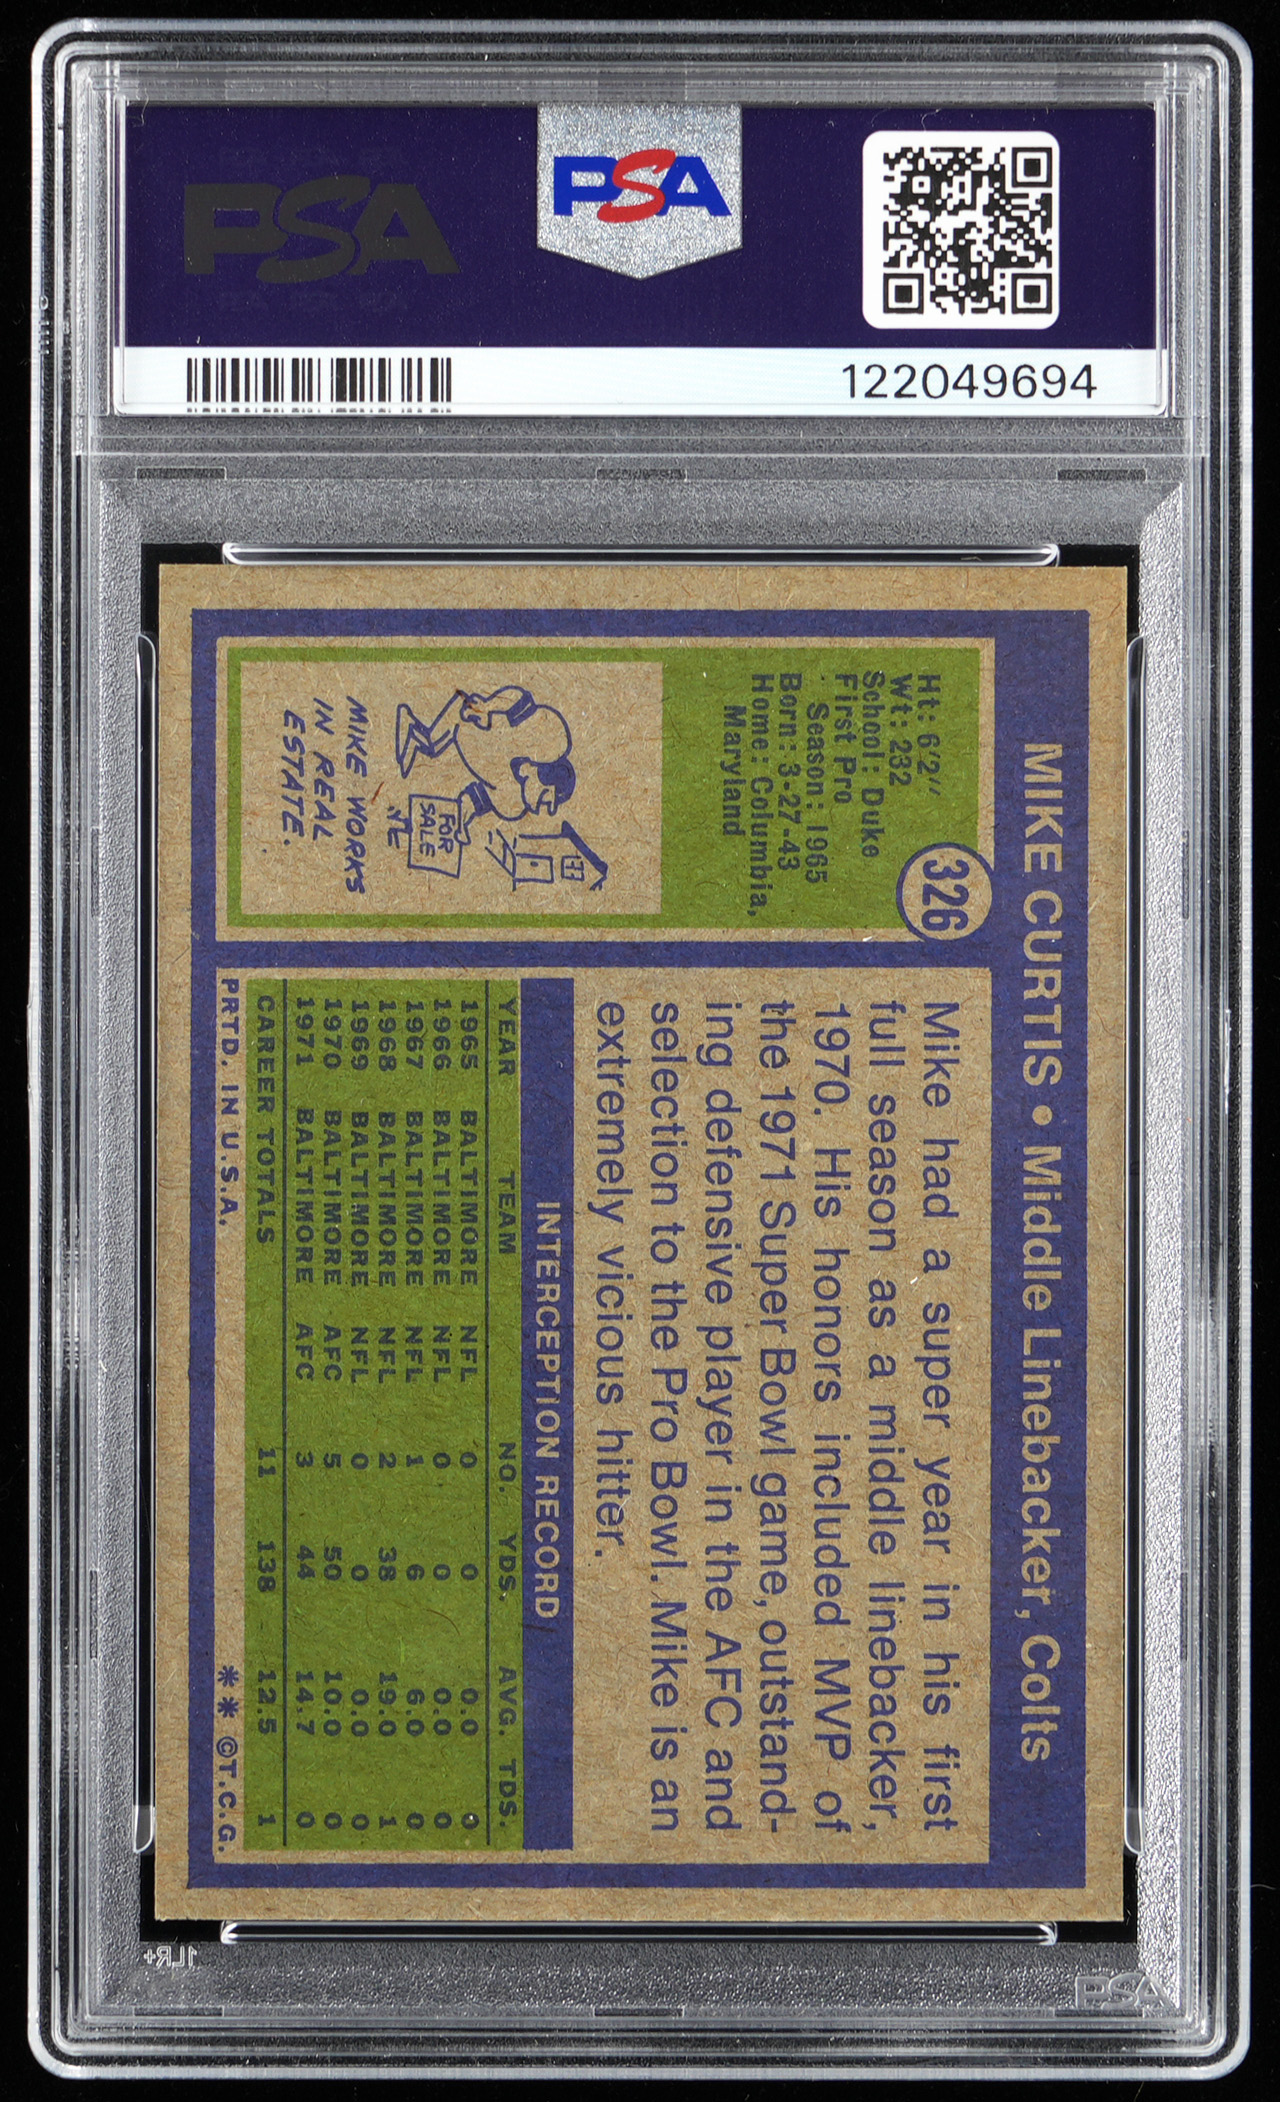 PSA
PSA
122049694
MIKE CURTIS • Middle Linebacker, Colts
326
Ht: 6'2"
Wt: 232
School: Duke
First Pro
Season: 1965
Born: 3-27-43
Home: Columbia,
Maryland
FOR
SALE
MIKE WORKS
IN REAL
ESTATE.
Mike had a super year in his first
full season as a middle linebacker,
1970. His honors included MVP of
the 1971 Super Bowl game, outstand-
ing defensive player in the AFC and
selection to the Pro Bowl. Mike is an
extremely vicious hitter.
INTERCEPTION RECORD
YEAR TEAM NO. YDS. AVG. TDS.
1965 BALTIMORE NFL 0 0 0.0 0
1966 BALTIMORE NFL 0 0 0.0 0
1967 BALTIMORE NFL 1 6 6.0 0
1968 BALTIMORE NFL 2 38 19.0 1
1969 BALTIMORE NFL 0 0 0.0 0
1970 BALTIMORE AFC 5 50 10.0 0
1971 BALTIMORE AFC 3 44 14.7 0
CAREER TOTALS 11 138 12.5 1
PRTD. IN U.S.A. ** ©T.C.G.
1LR+
PSA